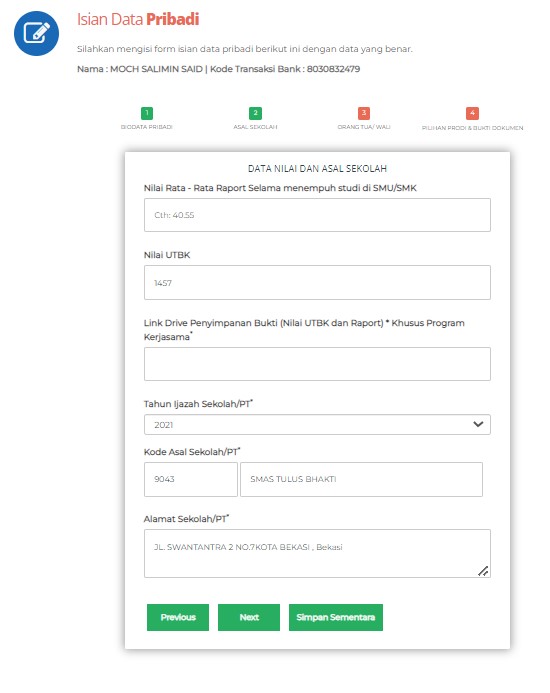 Isian Data Pribadi
Silahkan mengisi form isian data pribadi berikut ini dengan data yang benar.
Nama : MOCH SALIMIN SAID | Kode Transaksi Bank : 8030832479
1 2 3 4
BIODATA PRIBADI ASAL SEKOLAH ORANG TUA/ WALI PILIHAN PRODI & BUKTI DOKUMEN
DATA NILAI DAN ASAL SEKOLAH
Nilai Rata - Rata Raport Selama menempuh studi di SMU/SMK
Cth: 40.55
Nilai UTBK
1457
Link Drive Penyimpanan Bukti (Nilai UTBK dan Raport) * Khusus Program
Kerjasama*
Tahun Ijazah Sekolah/PT*
2021
Kode Asal Sekolah/PT*
9043 SMAS TULUS BHAKTI
Alamat Sekolah/PT*
JL. SWANTANTRA 2 NO.7KOTA BEKASI , Bekasi
Previous Next Simpan Sementara